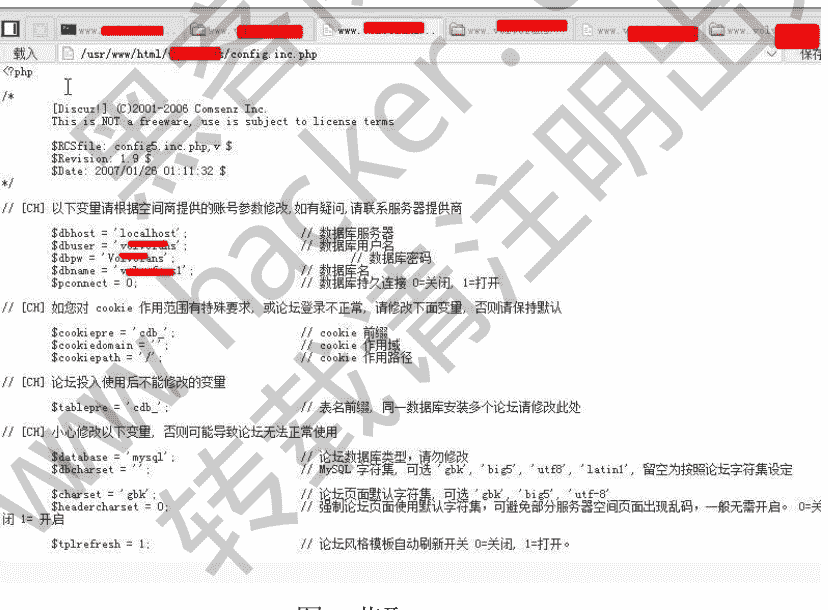 www.
www.
www.
www.
www.
载入 /usr/www/html/ /config.inc.php 保存
<?php
/*
[Discuz!] (C)2001-2006 Comsenz Inc.
This is NOT a freeware, use is subject to license terms
$RCSfile: config5.inc.php,v $
$Revision: 1.9 $
$Date: 2007/01/26 01:11:32 $
*/
// [CH] 以下变量请根据空间商提供的账号参数修改,如有疑问,请联系服务器提供商
$dbhost = 'localhost'; // 数据库服务器
$dbuser = ' '; // 数据库用户名
$dbpw = ' '; // 数据库密码
$dbname = ' '; // 数据库名
$pconnect = 0; // 数据库持久连接 0=关闭, 1=打开
// [CH] 如您对 cookie 作用范围有特殊要求, 或论坛登录不正常, 请修改下面变量, 否则请保持默认
$cookiepre = 'cdb_'; // cookie 前缀
$cookiedomain = ''; // cookie 作用域
$cookiepath = '/'; // cookie 作用路径
// [CH] 论坛投入使用后不能修改的变量
$tablepre = 'cdb_'; // 表名前缀, 同一数据库安装多个论坛请修改此处
// [CH] 小心修改以下变量, 否则可能导致论坛无法正常使用
$database = 'mysql'; // 论坛数据库类型，请勿修改
$dbcharset = ''; // MySQL 字符集, 可选 'gbk', 'big5', 'utf8', 'latin1', 留空为按照论坛字符集设定
$charset = 'gbk'; // 论坛页面默认字符集, 可选 'gbk', 'big5', 'utf-8'
$headercharset = 0; // 强制论坛页面使用默认字符集，可避免部分服务器空间页面出现乱码，一般无需开启。 0=关
闭 1= 开启
$tplrefresh = 1; // 论坛风格模板自动刷新开关 0=关闭, 1=打开。
www.hacker.
转载请注明出